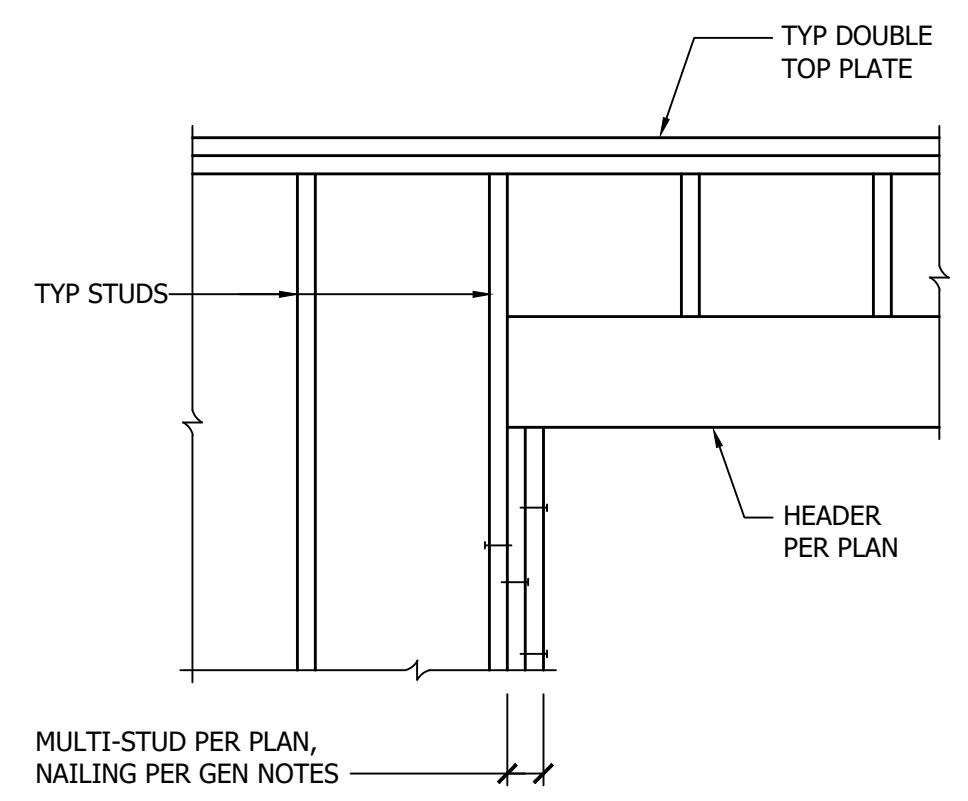 TYP DOUBLE
TOP PLATE
TYP STUDS
HEADER
PER PLAN
MULTI-STUD PER PLAN,
NAILING PER GEN NOTES